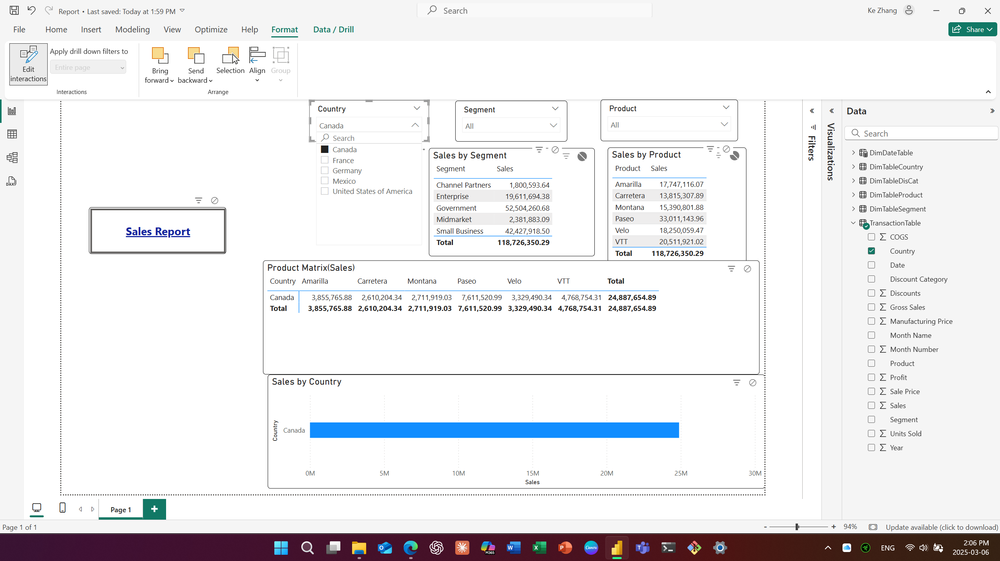 Report • Last saved: Today at 1:59 PM
Search
Ke Zhang
File
Home
Insert
Modeling
View
Optimize
Help
Format
Data / Drill
Share
Edit interactions
Apply drill down filters to
Entire page
Interactions
Bring forward
Send backward
Selection
Align
Group
Arrange
DAX
Country
Canada
Search
Canada
France
Germany
Mexico
United States of America
Segment
All
Product
All
Sales Report
Sales by Segment
Segment Sales
Channel Partners 1,800,593.64
Enterprise 19,611,694.38
Government 52,504,260.68
Midmarket 2,381,883.09
Small Business 42,427,918.50
Total 118,726,350.29
Sales by Product
Product Sales
Amarilla 17,747,116.07
Carretera 13,815,307.89
Montana 15,390,801.88
Paseo 33,011,143.96
Velo 18,250,059.47
VTT 20,511,921.02
Total 118,726,350.29
Product Matrix(Sales)
Country Amarilla Carretera Montana Paseo Velo VTT Total
Canada 3,855,765.88 2,610,204.34 2,711,919.03 7,611,520.99 3,329,490.34 4,768,754.31 24,887,654.89
Total 3,855,765.88 2,610,204.34 2,711,919.03 7,611,520.99 3,329,490.34 4,768,754.31 24,887,654.89
Sales by Country
Country
Canada
0M 5M 10M 15M 20M 25M 30M
Sales
Filters
Visualizations
Data
Search
DimDateTable
DimTableCountry
DimTableDisCat
DimTableProduct
DimTableSegment
TransactionTable
COGS
Country
Date
Discount Category
Discounts
Gross Sales
Manufacturing Price
Month Name
Month Number
Product
Profit
Sale Price
Sales
Segment
Units Sold
Year
Page 1
Page 1 of 1
94%
Update available (click to download)
M365
Canva
ENG
2:06 PM
2025-03-06